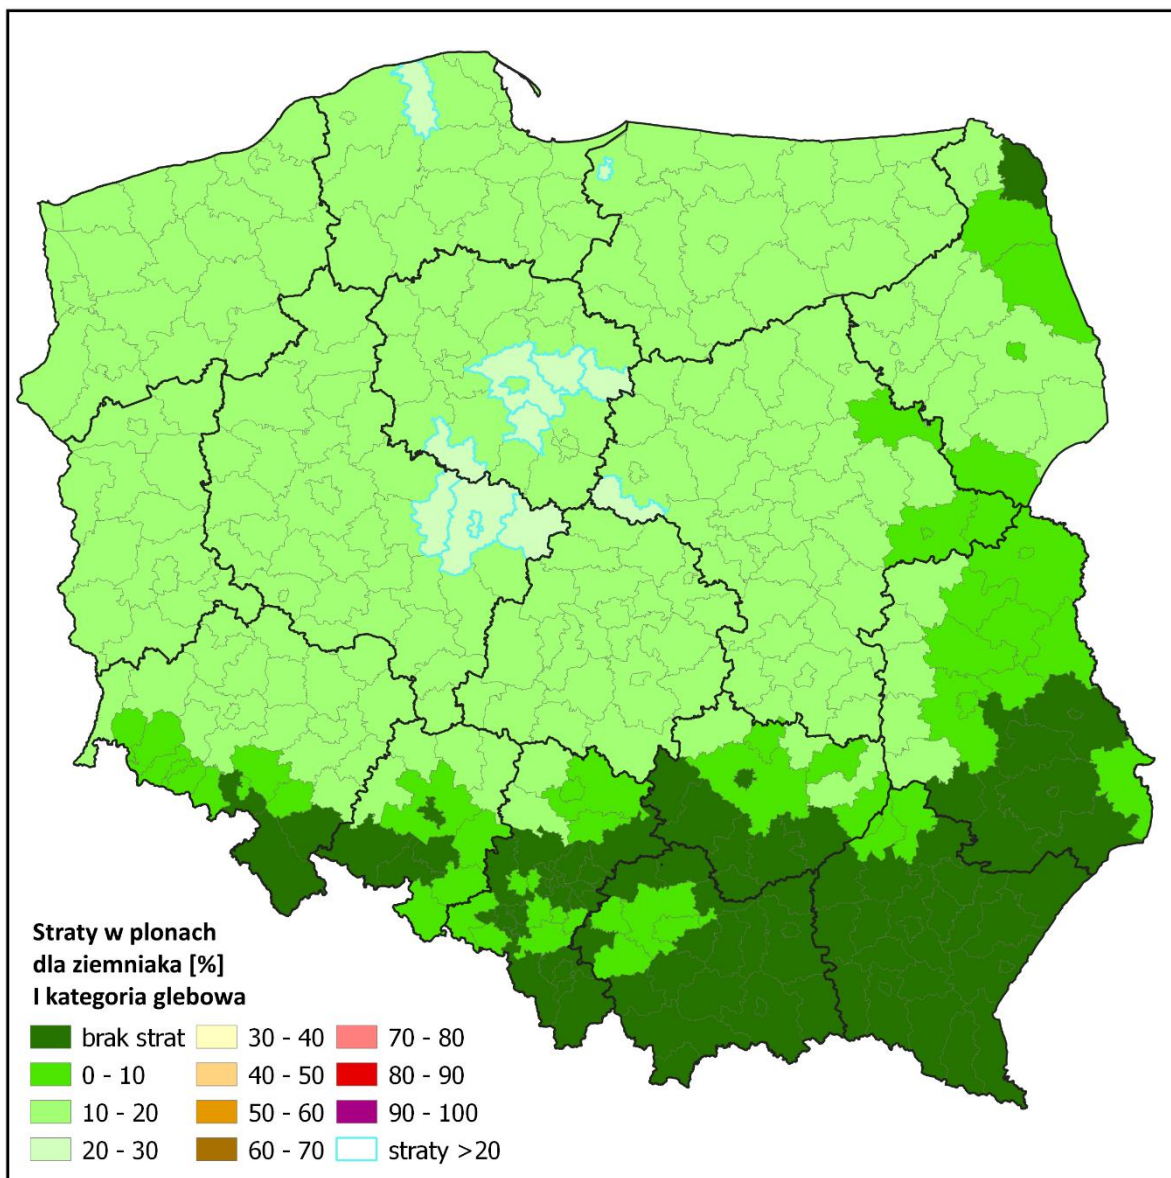 Straty w plonach
dla ziemniaka [%]
I kategoria glebowa
brak strat
0 - 10
10 - 20
20 - 30
30 - 40
40 - 50
50 - 60
60 - 70
70 - 80
80 - 90
90 - 100
straty >20